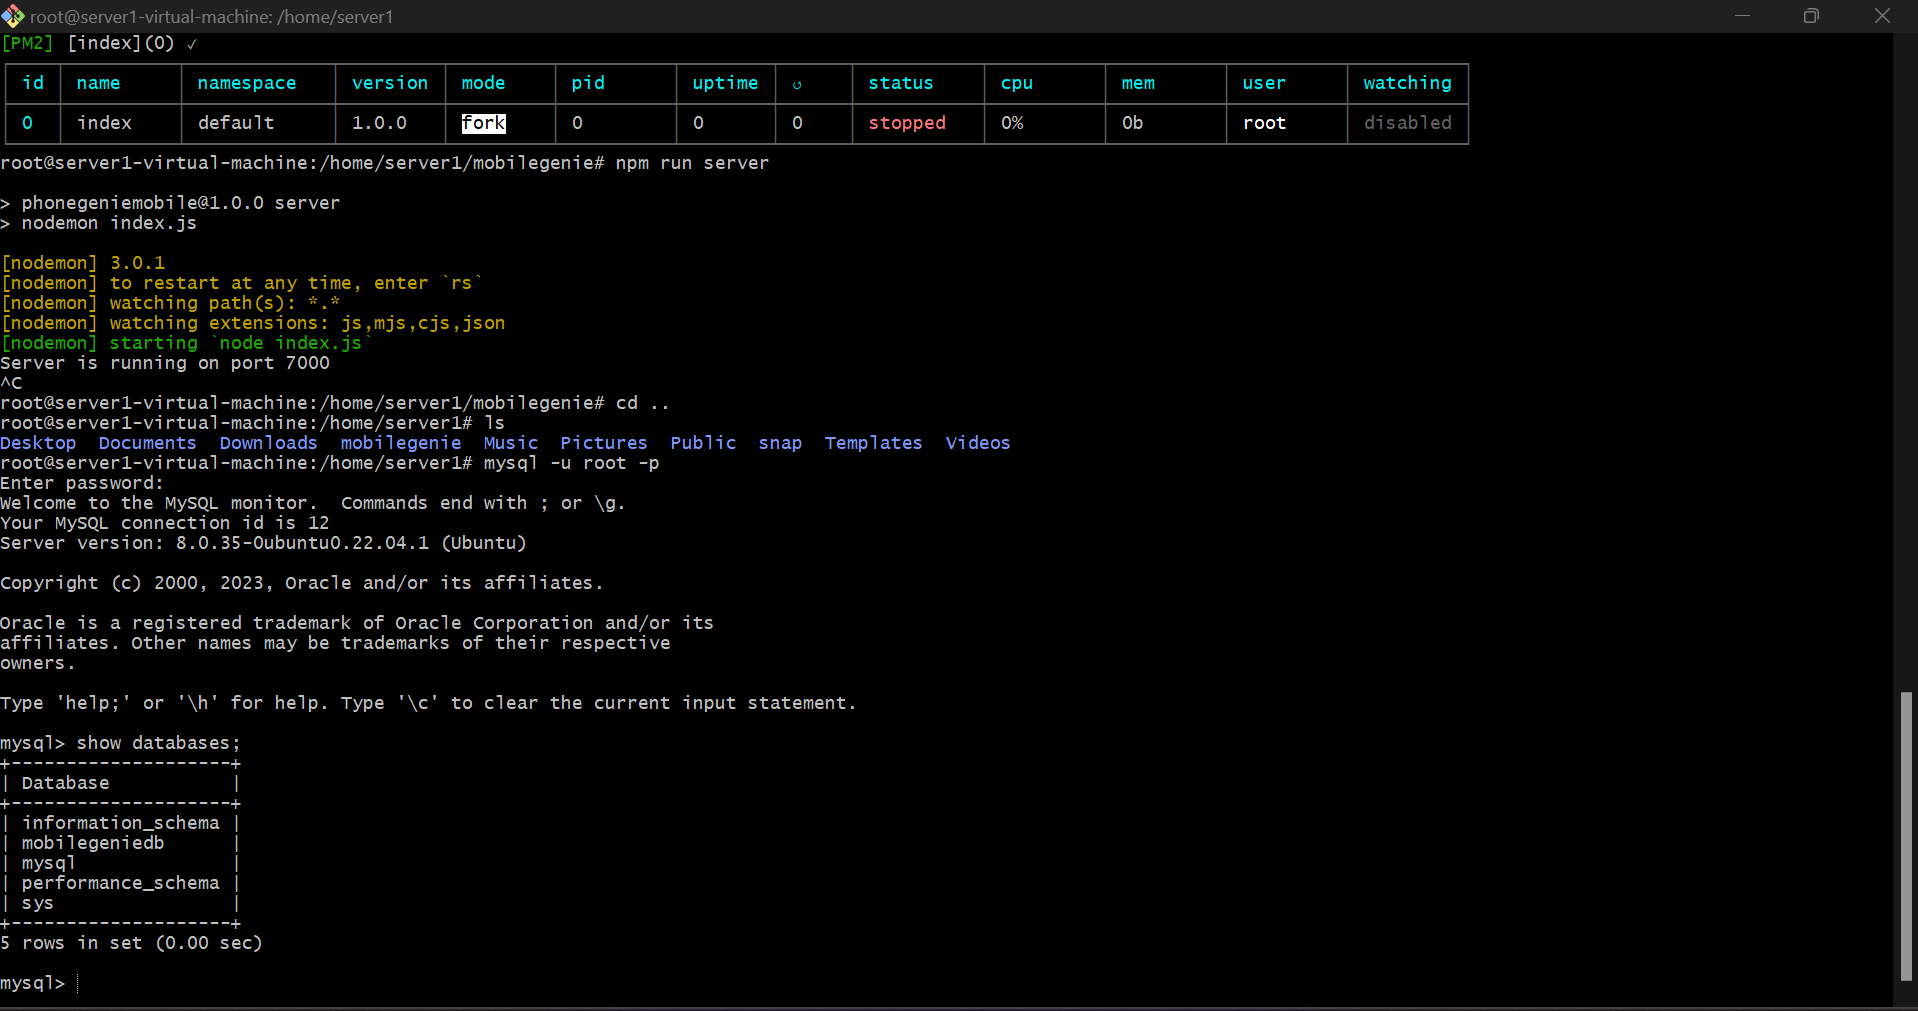 root@server1-virtual-machine: /home/server1
[PM2] [index](0) ✓
id name namespace version mode pid uptime ↺ status cpu mem user watching
0 index default 1.0.0 fork 0 0 0 stopped 0% 0b root disabled
root@server1-virtual-machine:/home/server1/mobilegenie# npm run server
> phonegeniemobile@1.0.0 server
> nodemon index.js
[nodemon] 3.0.1
[nodemon] to restart at any time, enter `rs`
[nodemon] watching path(s): *.*
[nodemon] watching extensions: js,mjs,cjs,json
[nodemon] starting `node index.js`
Server is running on port 7000
^C
root@server1-virtual-machine:/home/server1/mobilegenie# cd ..
root@server1-virtual-machine:/home/server1# ls
Desktop Documents Downloads mobilegenie Music Pictures Public snap Templates Videos
root@server1-virtual-machine:/home/server1# mysql -u root -p
Enter password:
Welcome to the MySQL monitor.  Commands end with ; or \g.
Your MySQL connection id is 12
Server version: 8.0.35-0ubuntu0.22.04.1 (Ubuntu)
Copyright (c) 2000, 2023, Oracle and/or its affiliates.
Oracle is a registered trademark of Oracle Corporation and/or its
affiliates. Other names may be trademarks of their respective
owners.
Type 'help;' or '\h' for help. Type '\c' to clear the current input statement.
mysql> show databases;
+--------------------+
| Database           |
+--------------------+
| information_schema |
| mobilegeniedb      |
| mysql              |
| performance_schema |
| sys                |
+--------------------+
5 rows in set (0.00 sec)
mysql>